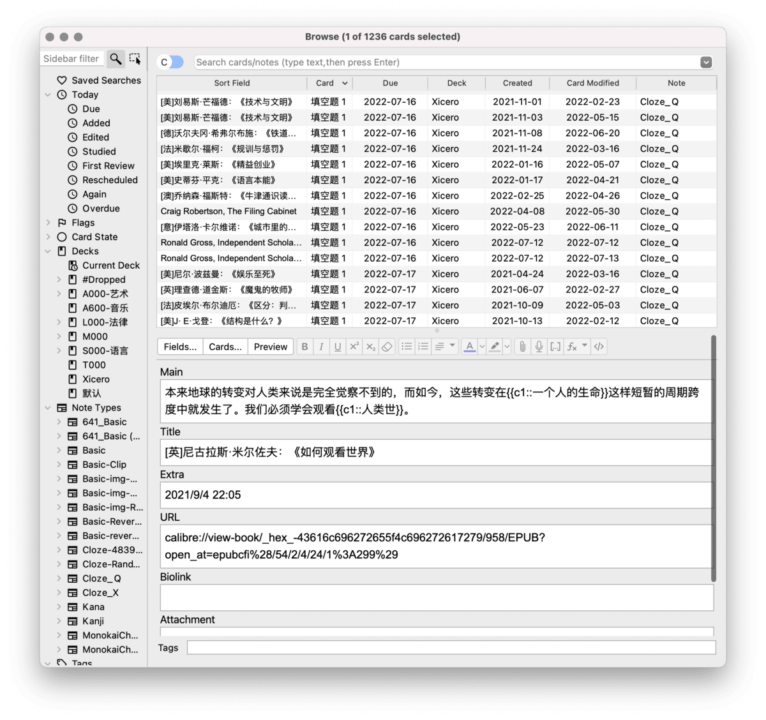 Browse (1 of 1236 cards selected)
Sidebar filter
C
Search cards/notes (type text,then press Enter)
Saved Searches
Today
Due
Added
Edited
Studied
First Review
Rescheduled
Again
Overdue
Flags
Card State
Decks
Current Deck
#Dropped
A000-艺术
A600-音乐
L000-法律
M000
S000-语言
T000
Xicero
默认
Note Types
641_Basic
641_Basic (...
Basic
Basic-Clip
Basic-img-...
Basic-img-...
Basic-img-R...
Basic-Rever...
Basic-rever...
Cloze-4839...
Cloze-Rand...
Cloze_Q
Cloze_X
Kana
Kanji
MonokaiCh...
MonokaiCh...
Tags
Sort Field Card Due Deck Created Card Modified Note
[美]刘易斯·芒福德：《技术与文明》 填空题 1 2022-07-16 Xicero 2021-11-01 2022-02-23 Cloze_Q
[美]刘易斯·芒福德：《技术与文明》 填空题 1 2022-07-16 Xicero 2021-11-03 2022-05-15 Cloze_Q
[德]沃尔夫冈·希弗尔布施：《铁道... 填空题 1 2022-07-16 Xicero 2021-11-08 2022-06-20 Cloze_Q
[法]米歇尔·福柯：《规训与惩罚》 填空题 1 2022-07-16 Xicero 2021-11-24 2022-03-16 Cloze_Q
[美]埃里克·莱斯：《精益创业》 填空题 1 2022-07-16 Xicero 2022-01-16 2022-05-07 Cloze_Q
[美]史蒂芬·平克：《语言本能》 填空题 1 2022-07-16 Xicero 2022-01-17 2022-04-21 Cloze_Q
[澳]乔纳森·福斯特：《牛津通识读... 填空题 1 2022-07-16 Xicero 2022-02-25 2022-04-26 Cloze_Q
Craig Robertson, The Filing Cabinet 填空题 1 2022-07-16 Xicero 2022-04-08 2022-05-30 Cloze_Q
[意]伊塔洛·卡尔维诺：《城市里的... 填空题 1 2022-07-16 Xicero 2022-05-23 2022-06-11 Cloze_Q
Ronald Gross, Independent Schola... 填空题 1 2022-07-16 Xicero 2022-07-12 2022-07-12 Cloze_Q
Ronald Gross, Independent Schola... 填空题 1 2022-07-16 Xicero 2022-07-12 2022-07-13 Cloze_Q
[美]尼尔·波兹曼：《娱乐至死》 填空题 1 2022-07-17 Xicero 2021-04-24 2022-03-16 Cloze_Q
[英]理查德·道金斯：《魔鬼的牧师》 填空题 1 2022-07-17 Xicero 2021-06-07 2022-02-27 Cloze_Q
[法]皮埃尔·布尔迪厄：《区分：判... 填空题 1 2022-07-17 Xicero 2021-10-09 2022-05-03 Cloze_Q
[美]J· E·戈登：《结构是什么？》 填空题 1 2022-07-17 Xicero 2021-10-13 2022-02-12 Cloze_Q
Fields... Cards... Preview B I U X² X₂ A fx </>
Main
本来地球的转变对人类来说是完全觉察不到的，而如今，这些转变在{{c1::一个人的生命}}这样短暂的周期跨
度中就发生了。我们必须学会观看{{c1::人类世}}。
Title
[英]尼古拉斯·米尔佐夫：《如何观看世界》
Extra
2021/9/4 22:05
URL
calibre://view-book/_hex_-43616c696272655f4c696272617279/958/EPUB?
open_at=epubcfi%28/54/2/4/24/1%3A299%29
Biolink
Attachment
Tags